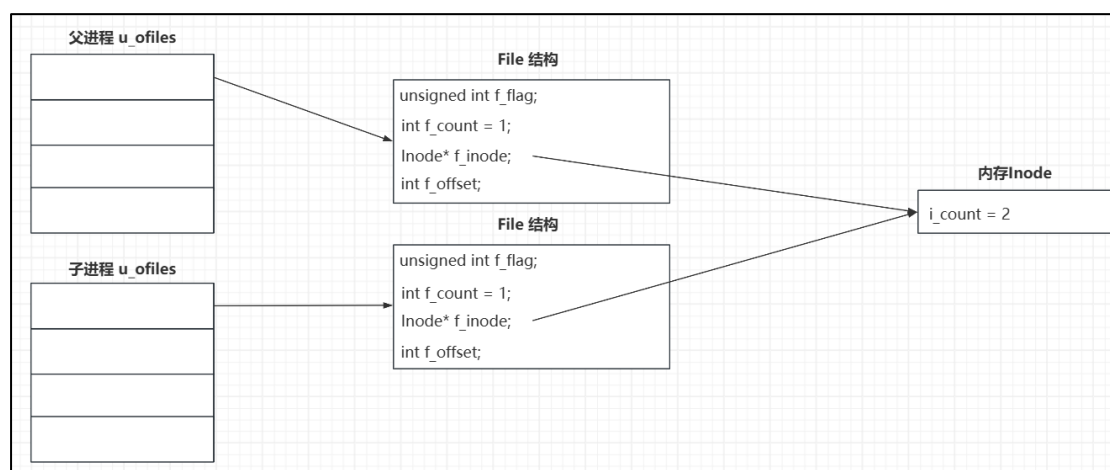 父进程 u_ofiles
File 结构
unsigned int f_flag;
int f_count = 1;
Inode* f_inode;
int f_offset;
内存Inode
i_count = 2
File 结构
子进程 u_ofiles
unsigned int f_flag;
int f_count = 1;
Inode* f_inode;
int f_offset;